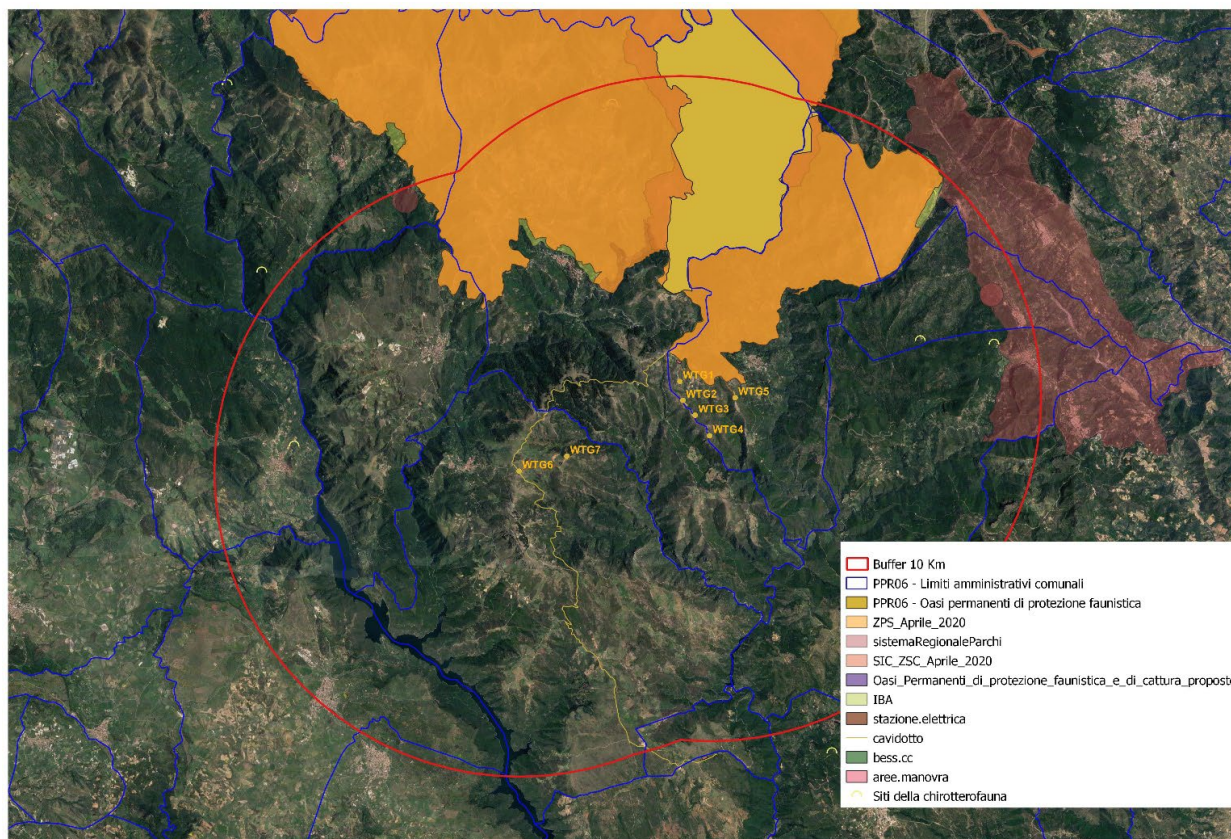 WTG1
WTG2
WTG5
WTG3
WTG4
WTG7
WTG6
Buffer 10 Km
PPR06 - Limiti amministrativi comunali
PPR06 - Oasi permanenti di protezione faunistica
ZPS_Aprile_2020
sistemaRegionaleParchi
SIC_ZSC_Aprile_2020
Oasi_Permanenti_di_protezione_faunistica_e_di_cattura_proposte
IBA
stazione.elettrica
cavidotto
bess.cc
aree.manovra
Siti della chirotterofauna